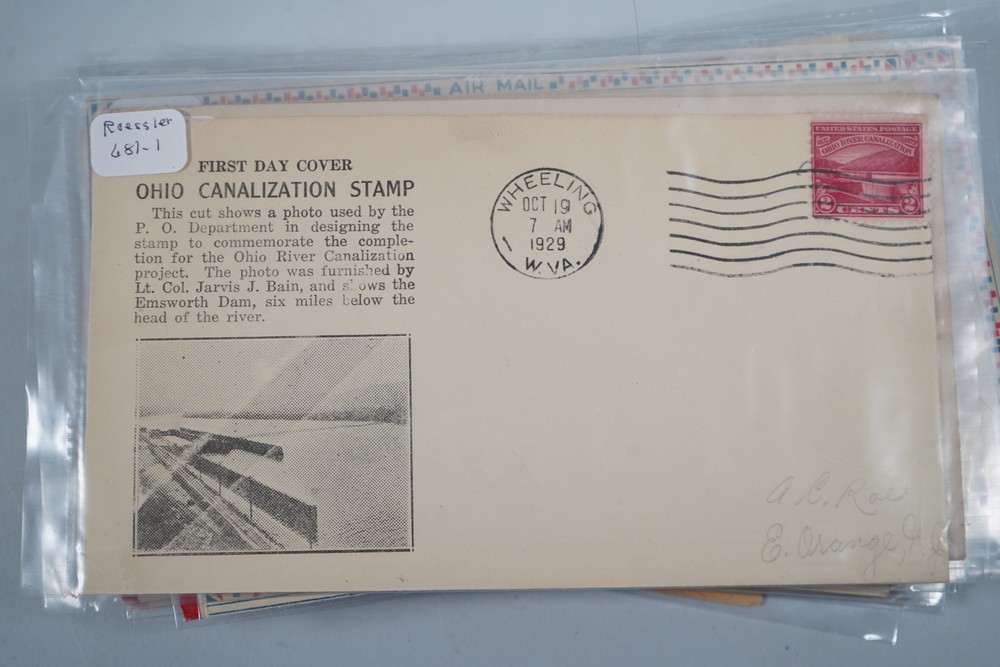 AIR MAIL
Roessler
681-1
FIRST DAY COVER
OHIO CANALIZATION STAMP
This cut shows a photo used by the
P. O. Department in designing the
stamp to commemorate the comple-
tion for the Ohio River Canalization
project. The photo was furnished by
Lt. Col. Jarvis J. Bain, and shows the
Emsworth Dam, six miles below the
head of the river.
WHEELING
OCT 19
7 AM
1929
1
W.VA.
UNITED STATES POSTAGE
OHIO RIVER CANALIZATION
2 CENTS 2
A. C. Roe
E. Orange, N. J.